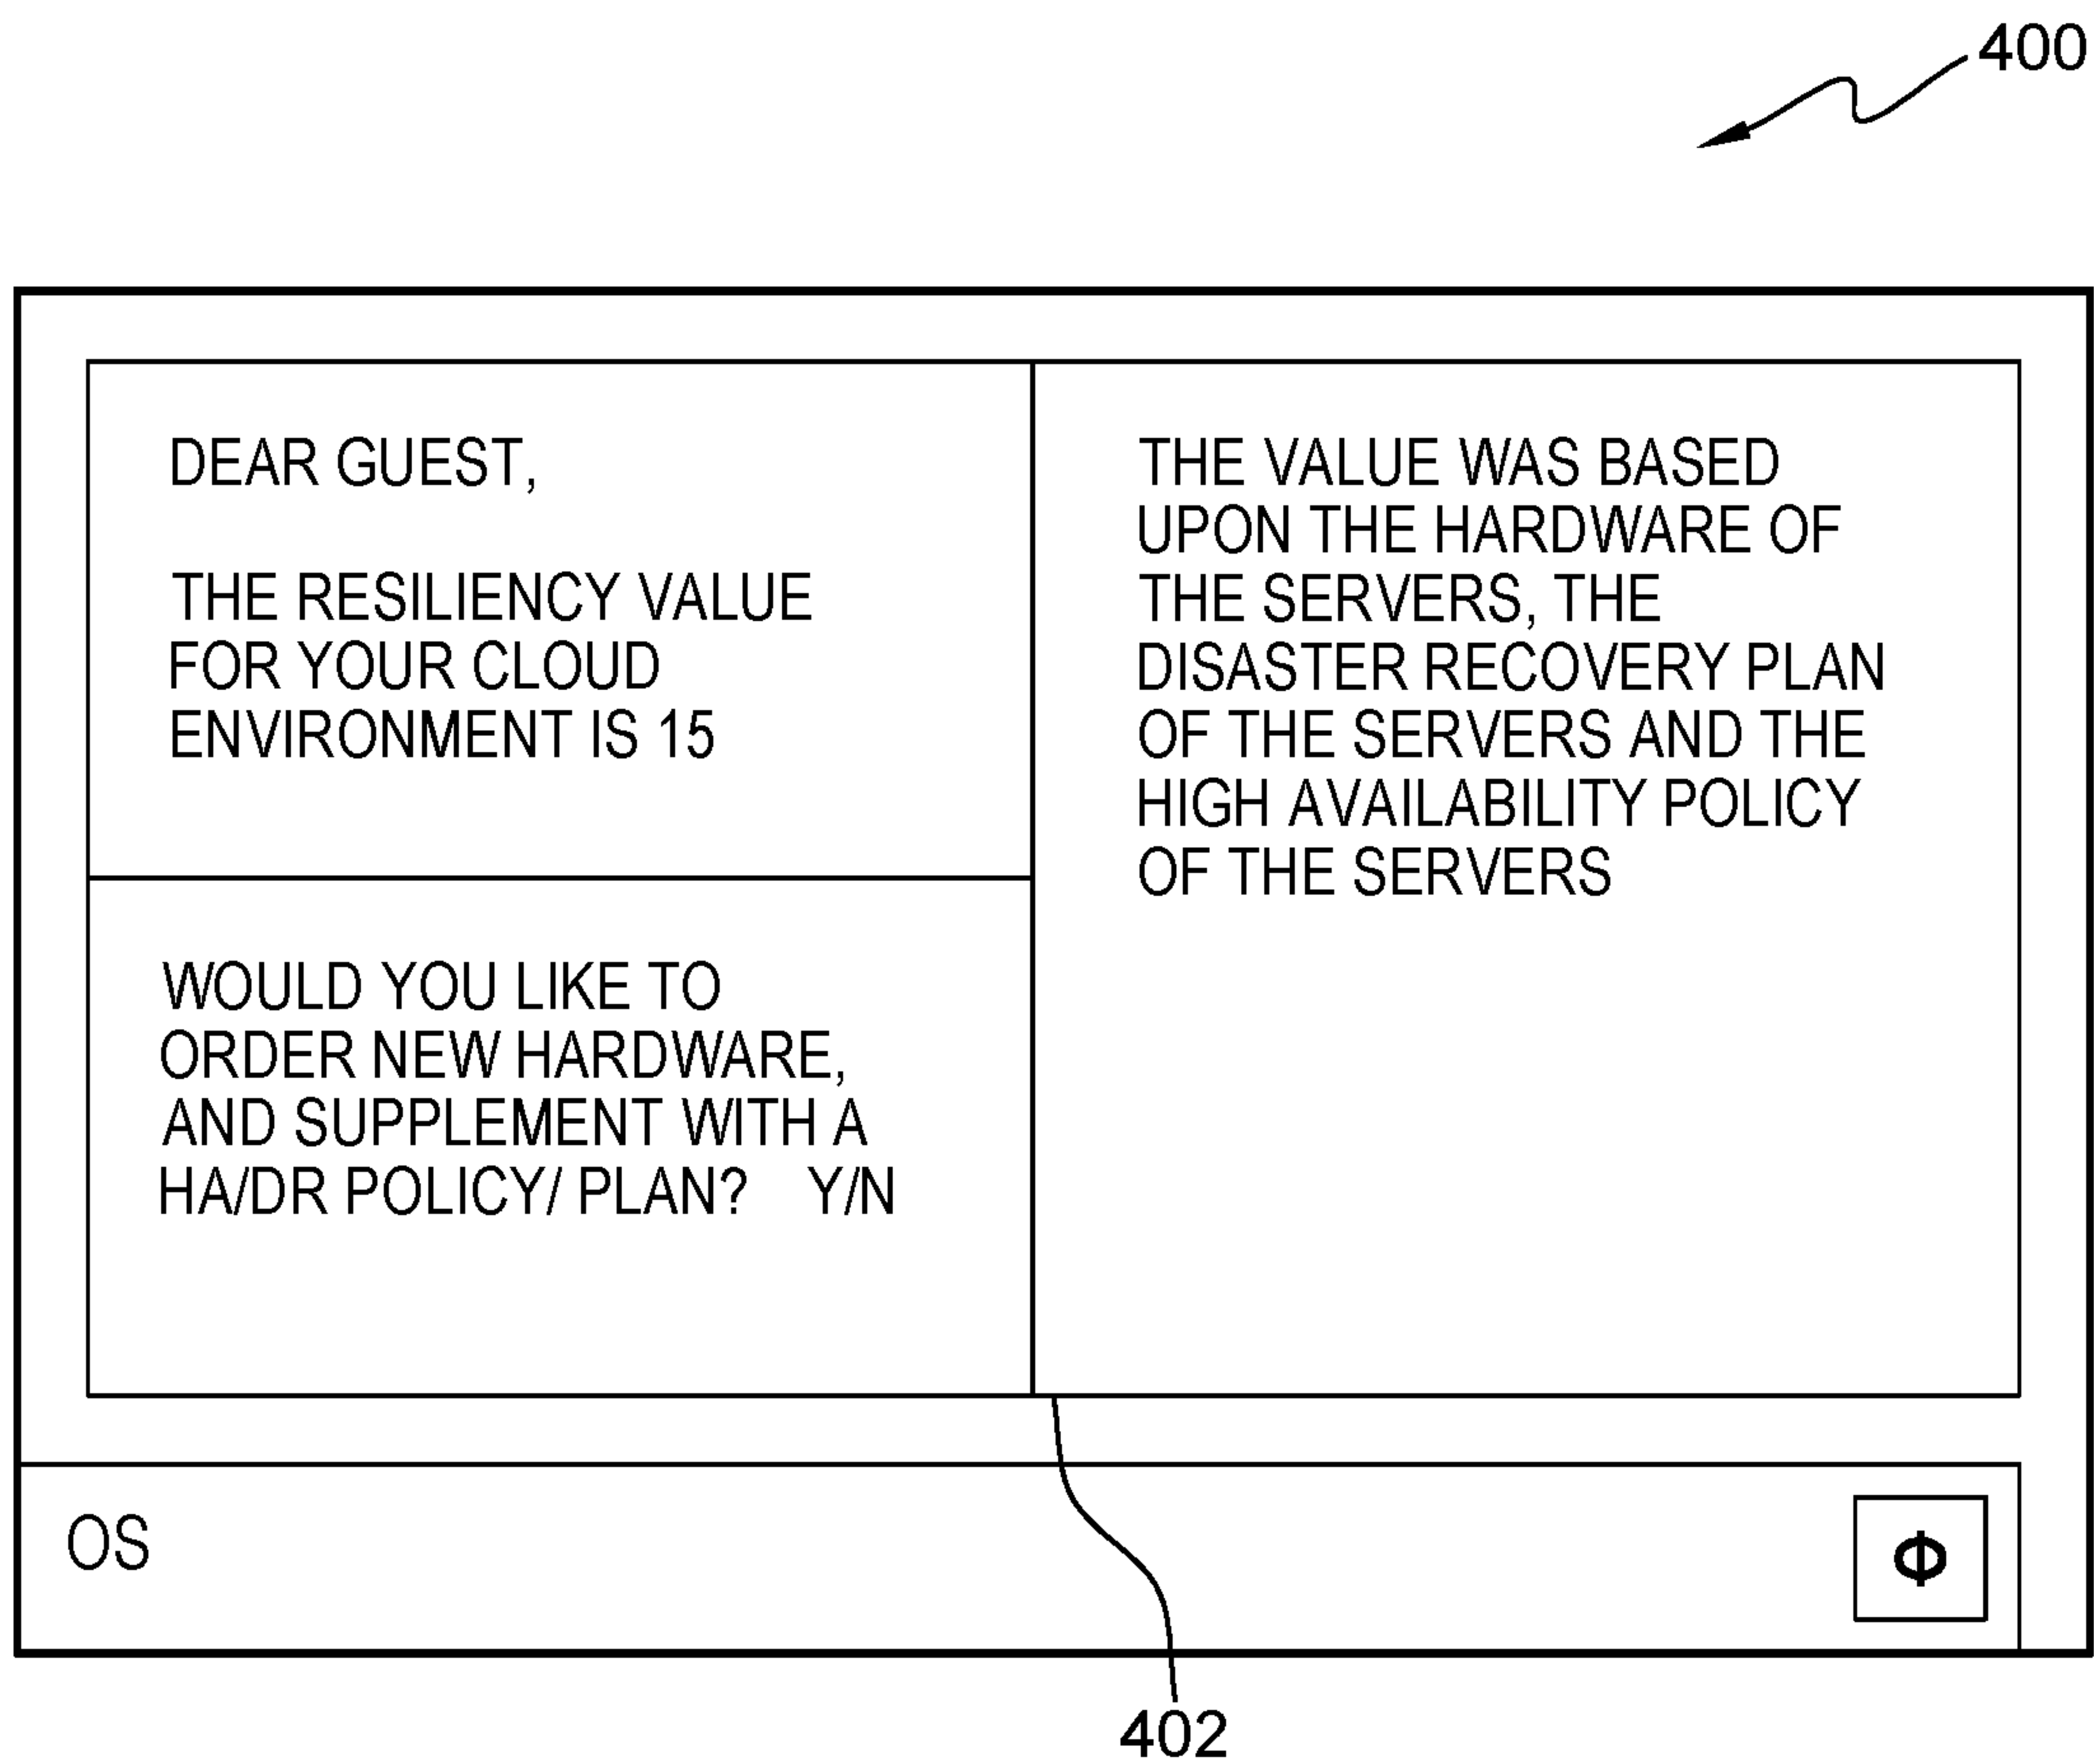 400
DEAR GUEST,
THE RESILIENCY VALUE
FOR YOUR CLOUD
ENVIRONMENT IS 15
THE VALUE WAS BASED
UPON THE HARDWARE OF
THE SERVERS, THE
DISASTER RECOVERY PLAN
OF THE SERVERS AND THE
HIGH AVAILABILITY POLICY
OF THE SERVERS
WOULD YOU LIKE TO
ORDER NEW HARDWARE,
AND SUPPLEMENT WITH A
HA/DR POLICY/ PLAN? Y/N
OS
Φ
402